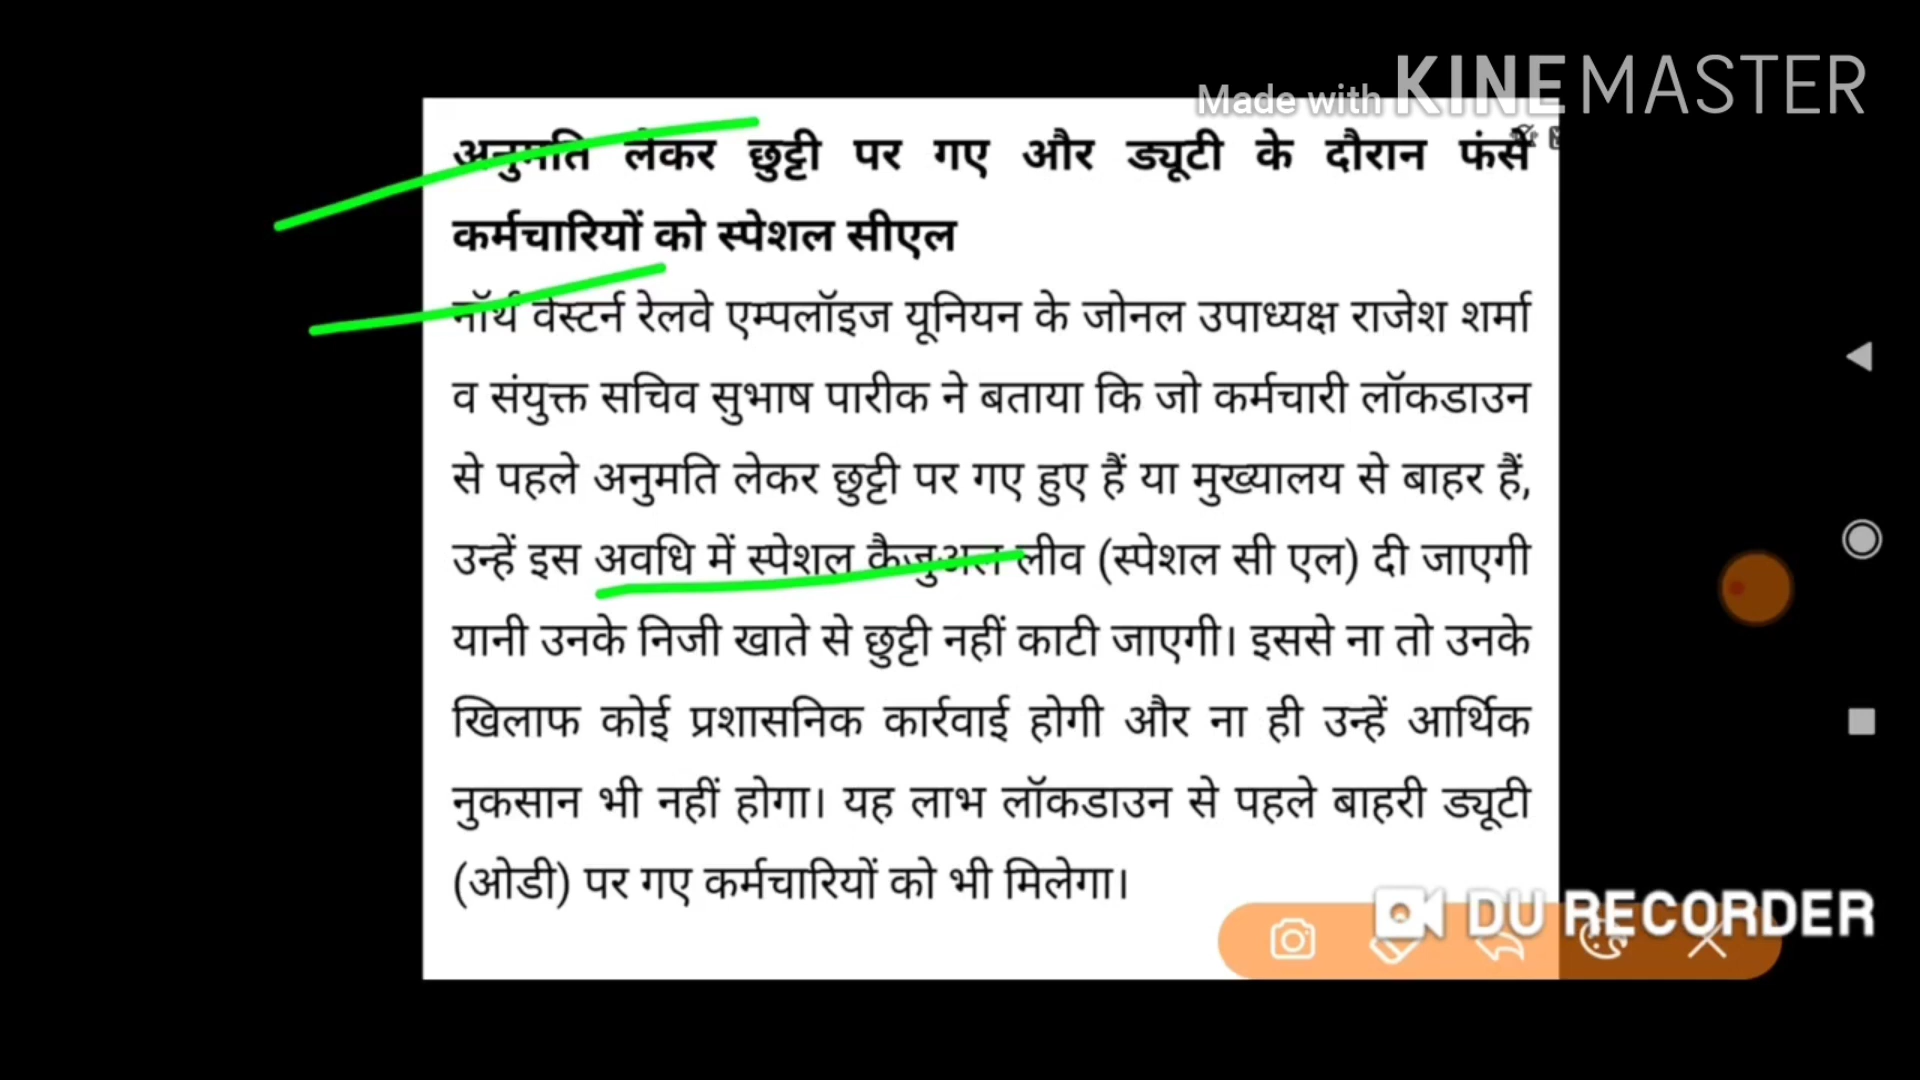 Made with KINEMASTER
अनुमति लेकर छुट्टी पर गए और ड्यूटी के दौरान फंसे
कर्मचारियों को स्पेशल सीएल
नॉर्थ वेस्टर्न रेलवे एम्पलॉइज यूनियन के जोनल उपाध्यक्ष राजेश शर्मा
व संयुक्त सचिव सुभाष पारीक ने बताया कि जो कर्मचारी लॉकडाउन
से पहले अनुमति लेकर छुट्टी पर गए हुए हैं या मुख्यालय से बाहर हैं,
उन्हें इस अवधि में स्पेशल कैजुअल लीव (स्पेशल सी एल) दी जाएगी
यानी उनके निजी खाते से छुट्टी नहीं काटी जाएगी। इससे ना तो उनके
खिलाफ कोई प्रशासनिक कार्रवाई होगी और ना ही उन्हें आर्थिक
नुकसान भी नहीं होगा। यह लाभ लॉकडाउन से पहले बाहरी ड्यूटी
(ओडी) पर गए कर्मचारियों को भी मिलेगा।
DU RECORDER